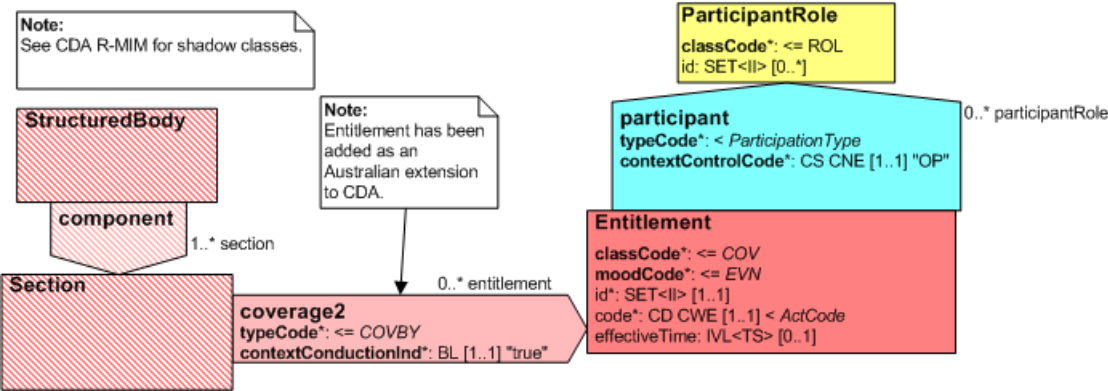 Note:
See CDA R-MIM for shadow classes.
StructuredBody
component
1..* section
Section
Note:
Entitlement has been
added as an
Australian extension
to CDA.
0..* entitlement
coverage2
typeCode*: <= COVBY
contextConductionInd*: BL [1..1] "true"
ParticipantRole
classCode*: <= ROL
id: SET<II> [0..*]
0..* participantRole
participant
typeCode*: < ParticipationType
contextControlCode*: CS CNE [1..1] "OP"
Entitlement
classCode*: <= COV
moodCode*: <= EVN
id*: SET<II> [1..1]
code*: CD CWE [1..1] < ActCode
effectiveTime: IVL<TS> [0..1]